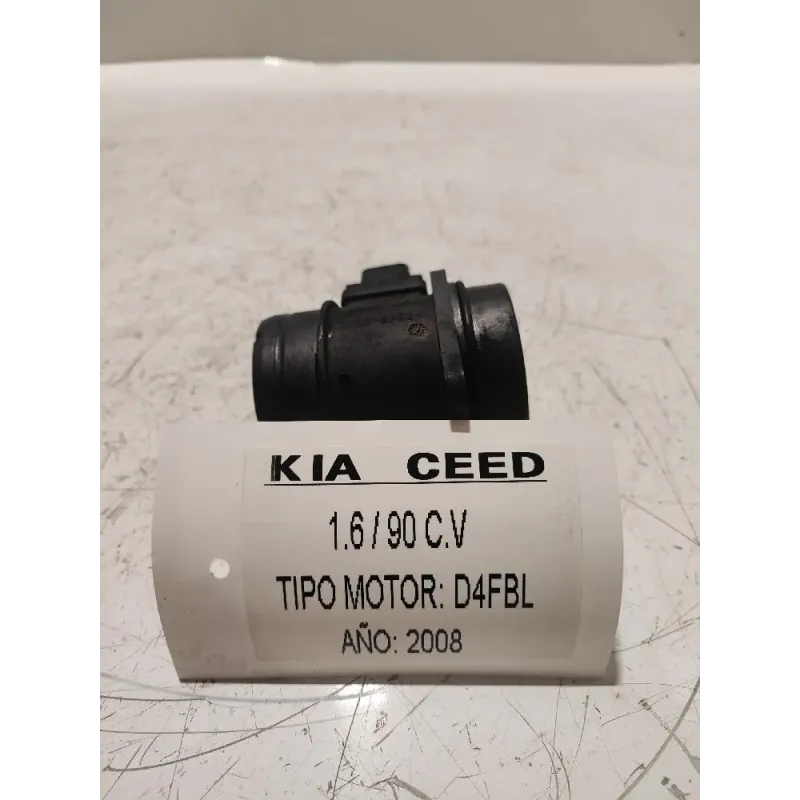 KIA CEED
1.6 / 90 C.V
TIPO MOTOR: D4FBL
AÑO: 2008